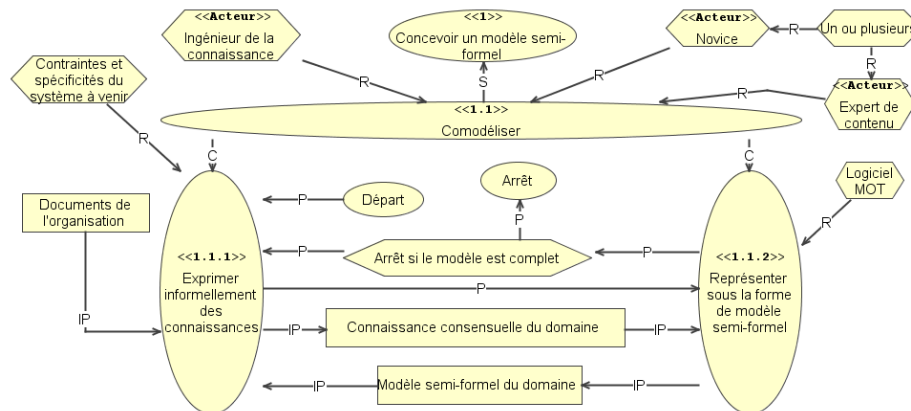 <<Acteur>>
Ingénieur de la
connaissance
<<1>>
Concevoir un modèle semi-
formel
<<Acteur>>
Novice
R
Un ou plusieurs
R
Contraintes et
spécificités du
système à venir
R
S
R
R
<<Acteur>>
Expert de
contenu
<<1.1>>
Comodéliser
R
C
C
Logiciel
MOT
R
Documents de
l'organisation
P
Départ
Arrêt
P
P
Arrêt si le modèle est complet
P
<<1.1.1>>
Exprimer
informellement
des
connaissances
P
<<1.1.2>>
Représenter
sous la forme
de modèle
semi-formel
IP
IP
Connaissance consensuelle du domaine
IP
IP
Modèle semi-formel du domaine
IP